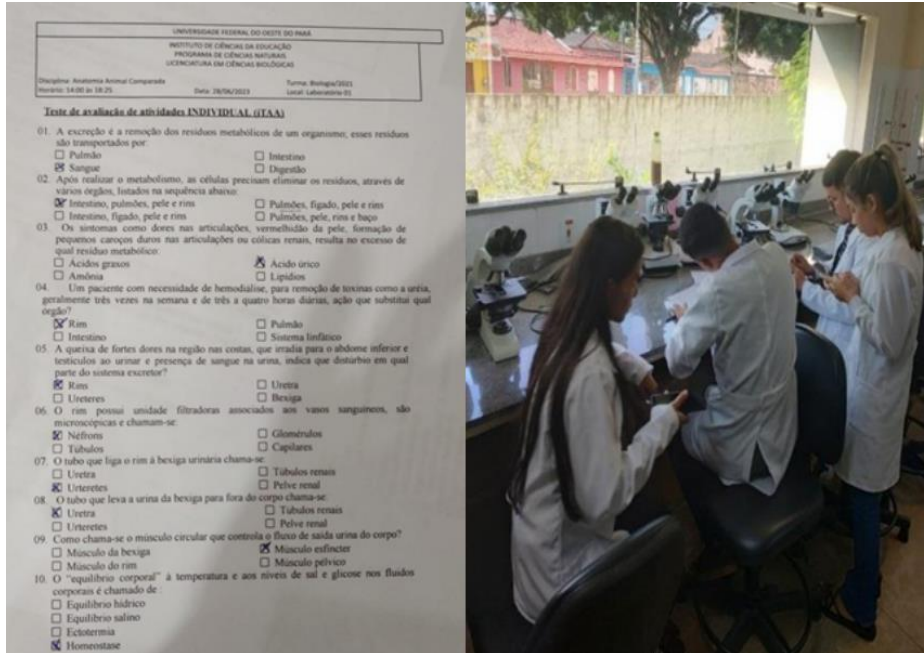 UNIVERSIDADE FEDERAL DO OESTE DO PARÁ
INSTITUTO DE CIÊNCIAS DA EDUCAÇÃO
PROGRAMA DE CIÊNCIAS NATURAIS
LICENCIATURA EM CIÊNCIAS BIOLÓGICAS
Disciplina: Anatomia Animal Comparada Turma: Biologia/2021
Horário: 14:00 às 18:25 Data: 28/06/2023 Local: Laboratório 01
Teste de avaliação de atividades INDIVIDUAL (iTAA)
01. A excreção é a remoção dos resíduos metabólicos de um organismo; esses resíduos
são transportados por:
Pulmão Intestino
Sangue Digestão
02. Após realizar o metabolismo, as células precisam eliminar os resíduos, através de
vários órgãos, listados na sequência abaixo:
Intestino, pulmões, pele e rins Pulmões, fígado, pele e rins
Intestino, fígado, pele e rins Pulmões, pele, rins e baço
03. Os sintomas como dores nas articulações, vermelhidão da pele, formação de
pequenos caroços duros nas articulações ou cólicas renais, resulta no excesso de
qual resíduo metabólico:
Ácidos graxos Ácido úrico
Amônia Lipídios
04. Um paciente com necessidade de hemodiálise, para remoção de toxinas como a uréia,
geralmente três vezes na semana e de três a quatro horas diárias, ação que substitui qual
órgão?
Rim Pulmão
Intestino Sistema linfático
05. A queixa de fortes dores na região nas costas, que irradia para o abdome inferior e
testículos ao urinar e presença de sangue na urina, indica que distúrbio em qual
parte do sistema excretor?
Rins Uretra
Ureteres Bexiga
06. O rim possui unidade filtradoras associados aos vasos sanguíneos, são
microscópicas e chamam-se:
Néfrons Glomérulos
Túbulos Capilares
07. O tubo que liga o rim à bexiga urinária chama-se:
Uretra Túbulos renais
Urteretes Pelve renal
08. O tubo que leva a urina da bexiga para fora do corpo chama-se:
Uretra Túbulos renais
Urteretes Pelve renal
09. Como chama-se o músculo circular que controla o fluxo de saída urina do corpo?
Músculo da bexiga Músculo esfíncter
Músculo do rim Músculo pélvico
10. O "equilíbrio corporal" à temperatura e aos níveis de sal e glicose nos fluidos
corporais é chamado de :
Equilíbrio hídrico
Equilíbrio salino
Ectotermia
Homeostase